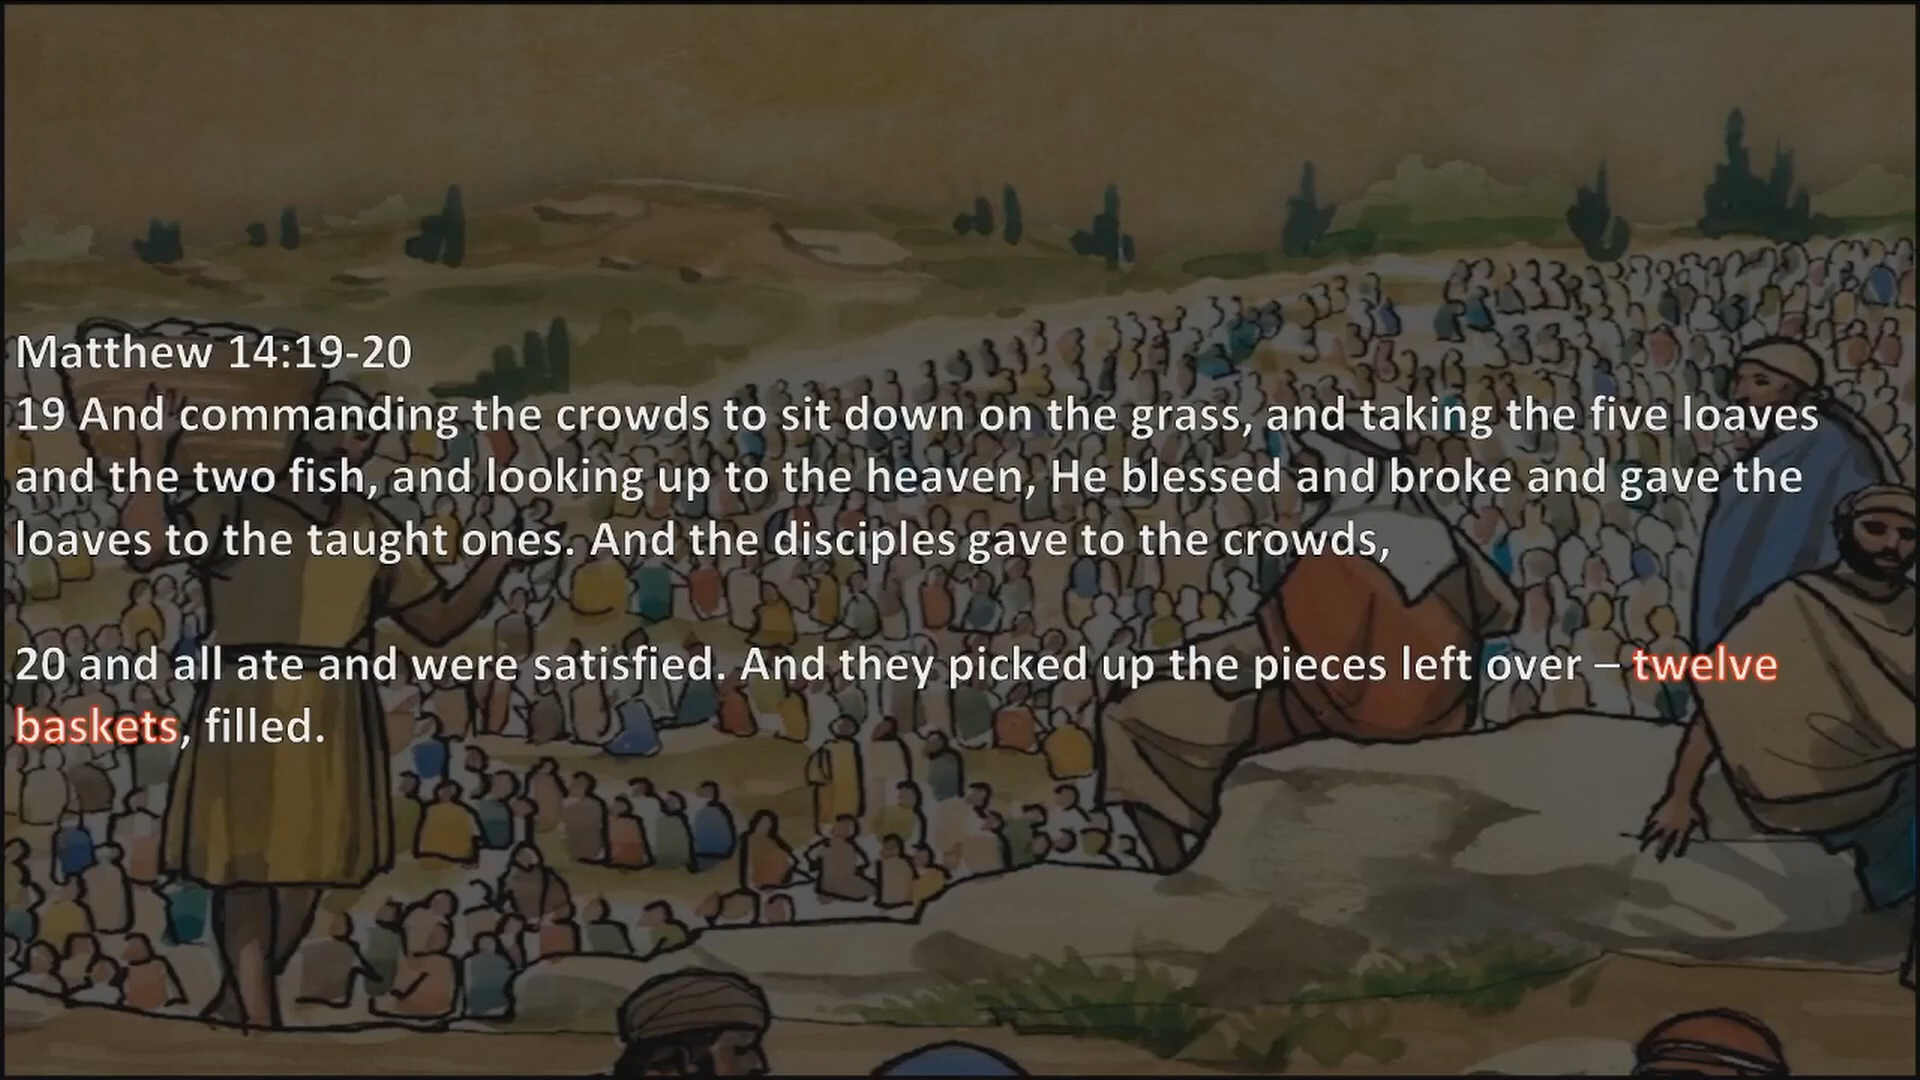 Matthew 14:19-20
19 And commanding the crowds to sit down on the grass, and taking the five loaves
and the two fish, and looking up to the heaven, He blessed and broke and gave the
loaves to the taught ones. And the disciples gave to the crowds,
20 and all ate and were satisfied. And they picked up the pieces left over – twelve
baskets, filled.